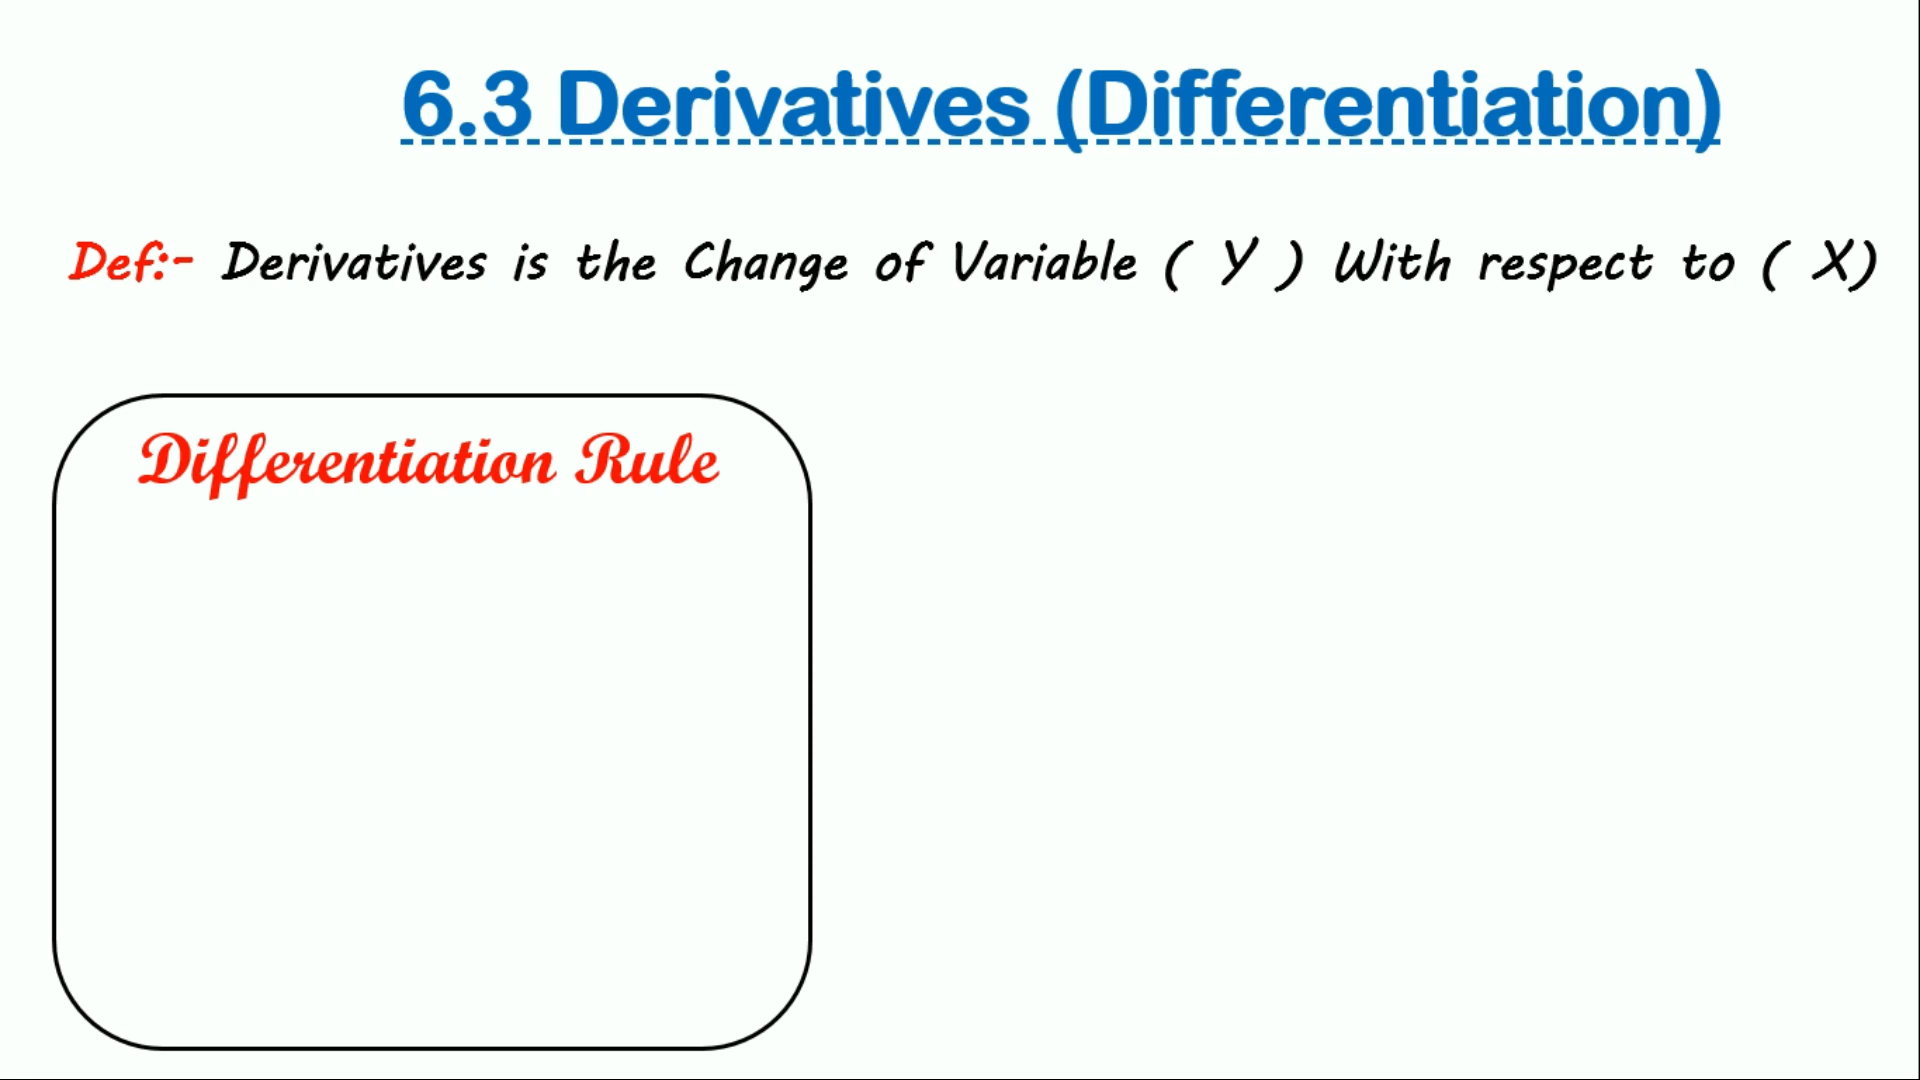 6.3 Derivatives (Differentiation)
Def:- Derivatives is the Change of Variable ( Y ) With respect to ( X)
Differentiation Rule